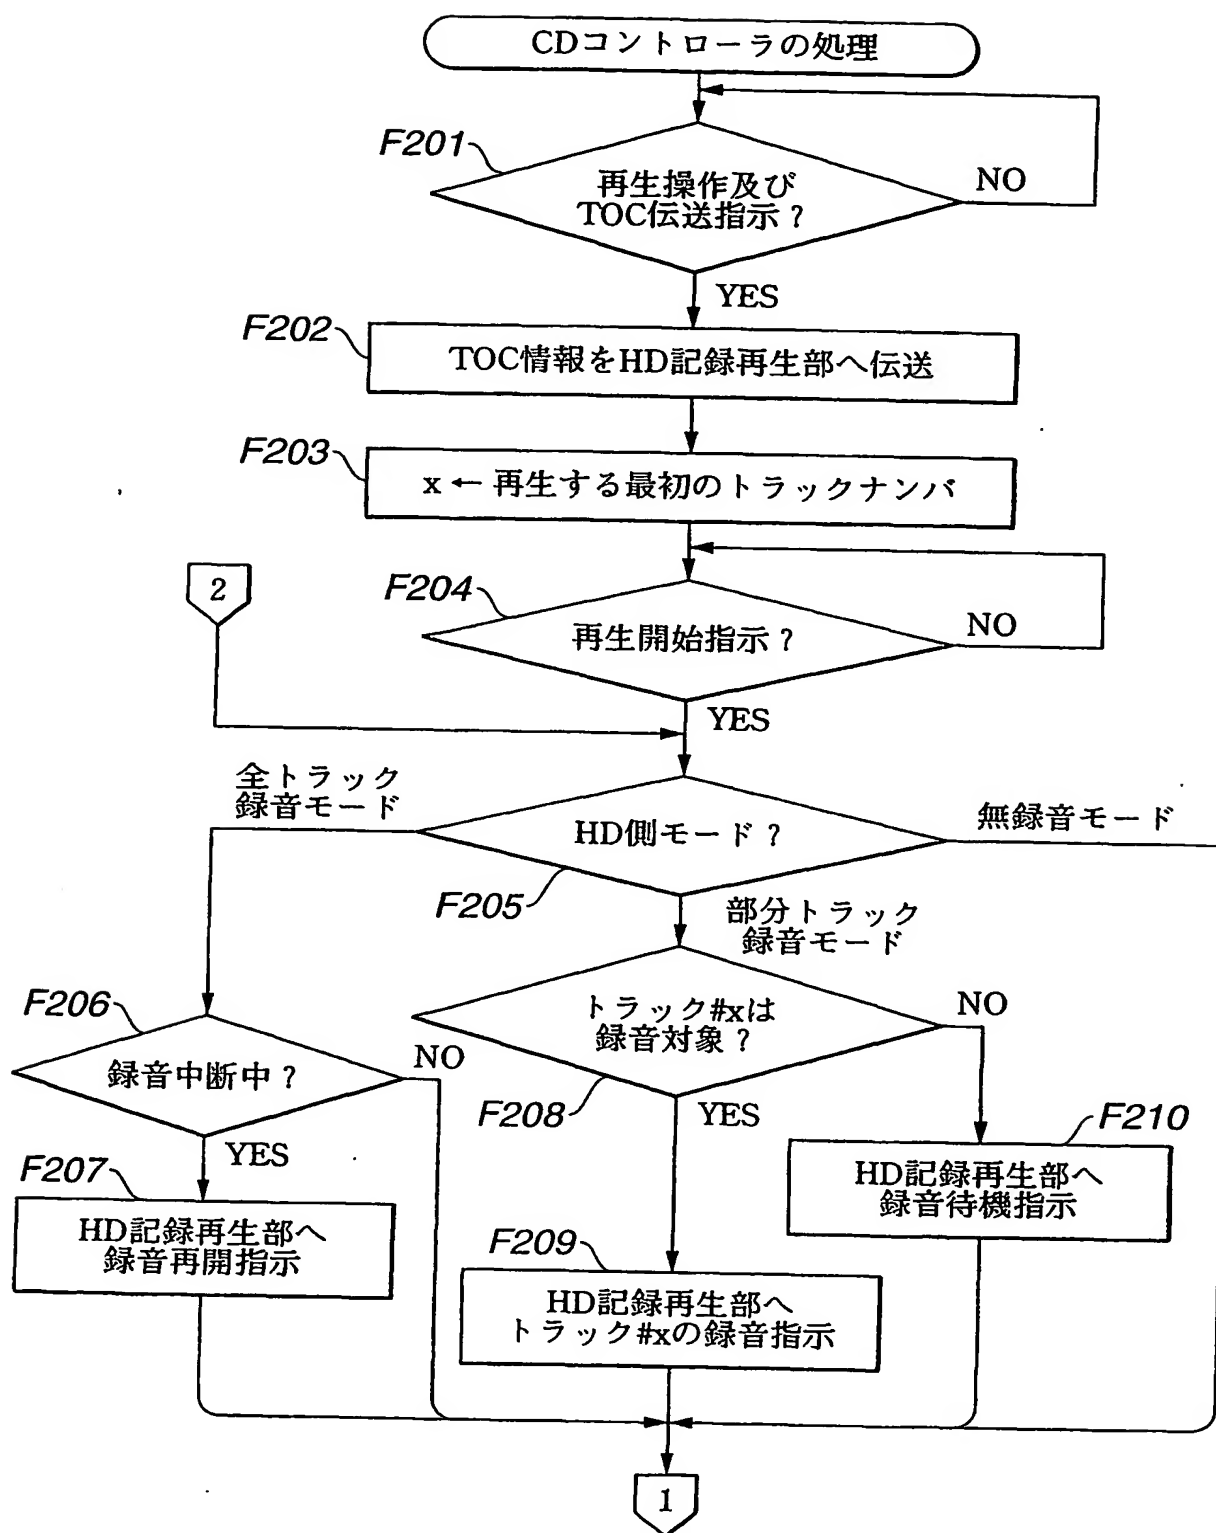 CDコントローラの処理
F201
再生操作及び
TOC伝送指示？
NO
YES
F202
TOC情報をHD記録再生部へ伝送
F203
x ← 再生する最初のトラックナンバ
2
F204
再生開始指示？
NO
YES
全トラック
録音モード
HD側モード？
無録音モード
F205
部分トラック
録音モード
F206
録音中断中？
NO
YES
トラック#xは
録音対象？
NO
F208
YES
F207
HD記録再生部へ
録音再開指示
F210
HD記録再生部へ
録音待機指示
F209
HD記録再生部へ
トラック#xの録音指示
1